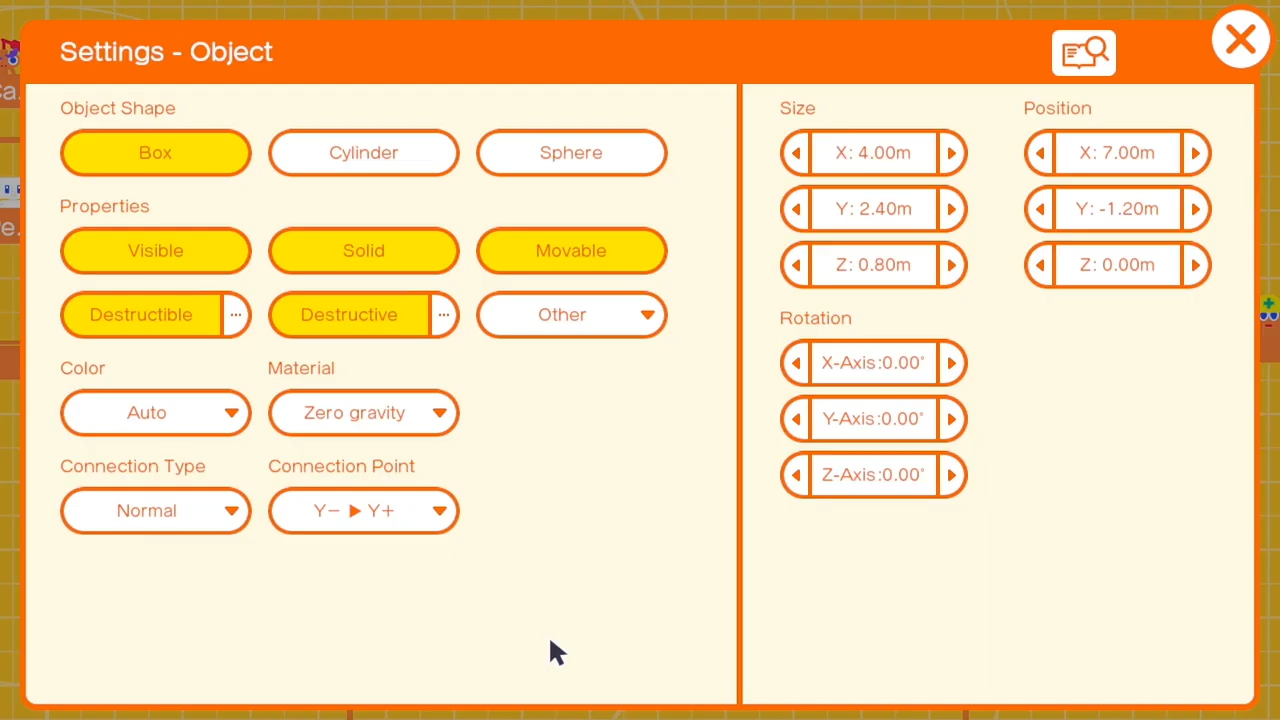 Settings - Object
Object Shape
Box
Cylinder
Sphere
Properties
Visible
Solid
Movable
Destructible
...
Destructive
...
Other
Color
Material
Auto
Zero gravity
Connection Type
Connection Point
Normal
Y− ▶ Y+
Size
X: 4.00m
Y: 2.40m
Z: 0.80m
Position
X: 7.00m
Y: -1.20m
Z: 0.00m
Rotation
X-Axis:0.00°
Y-Axis:0.00°
Z-Axis:0.00°